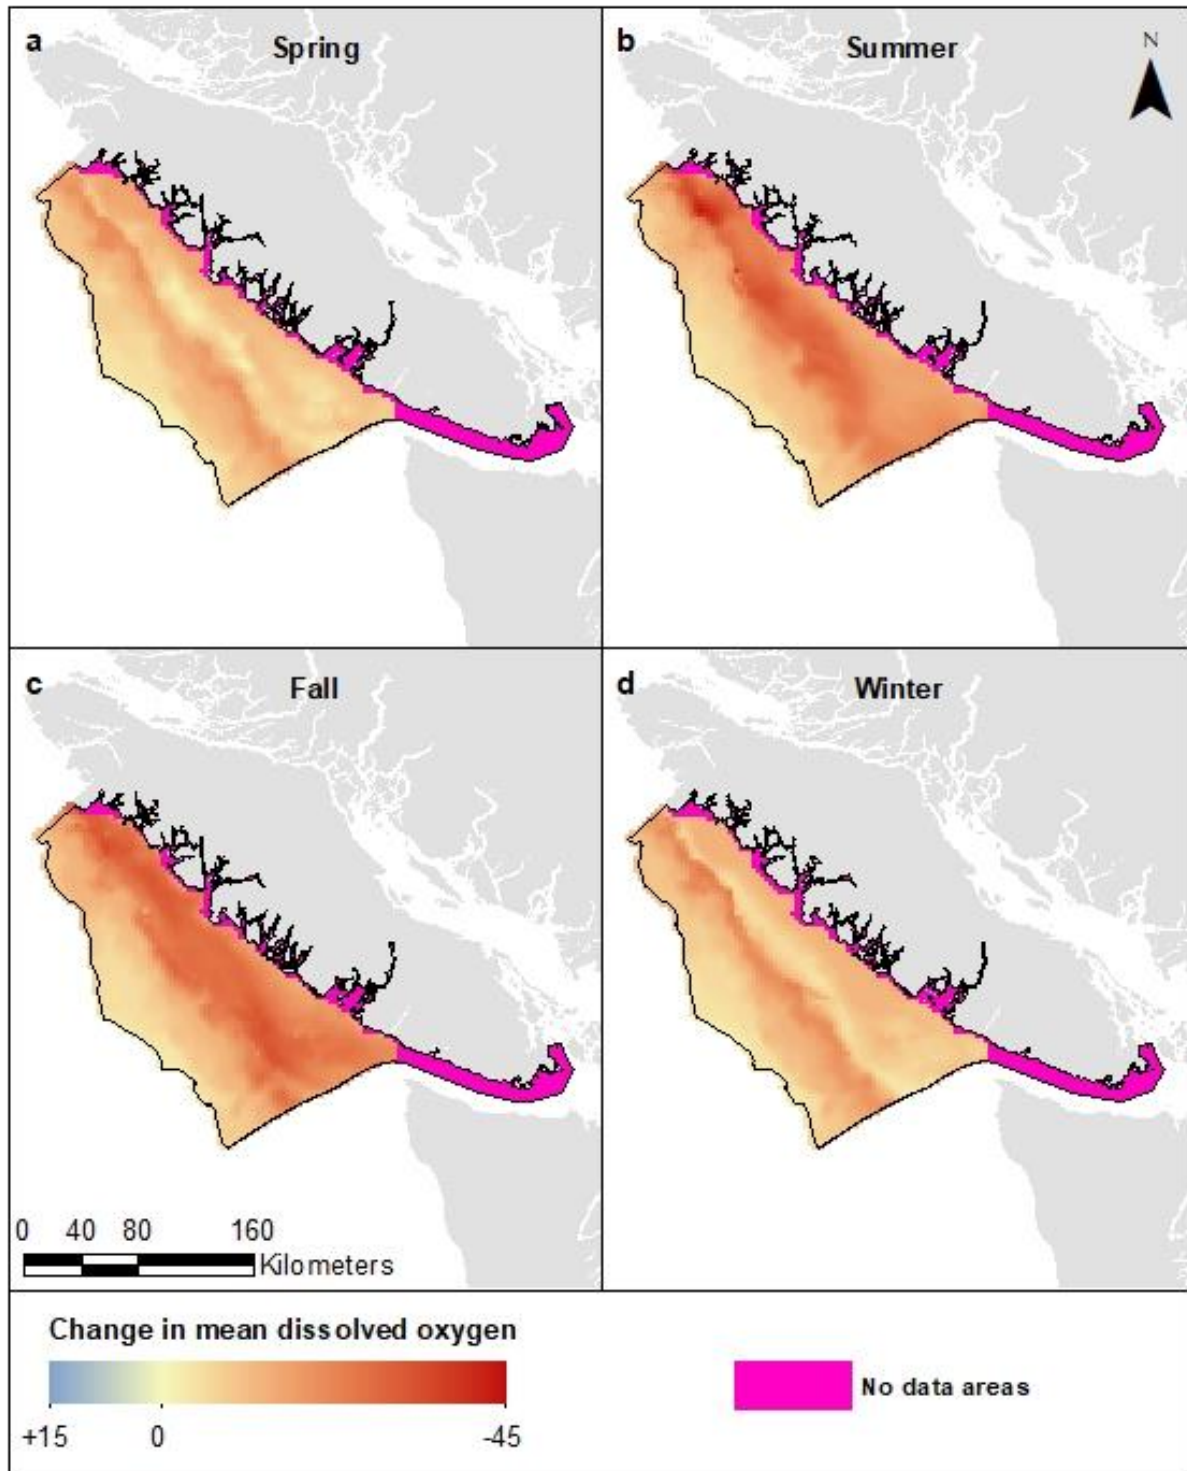 a
Spring
b
Summer
N
c
Fall
d
Winter
0 40 80 160
Kilometers
Change in mean dissolved oxygen
+15 0 -45
No data areas